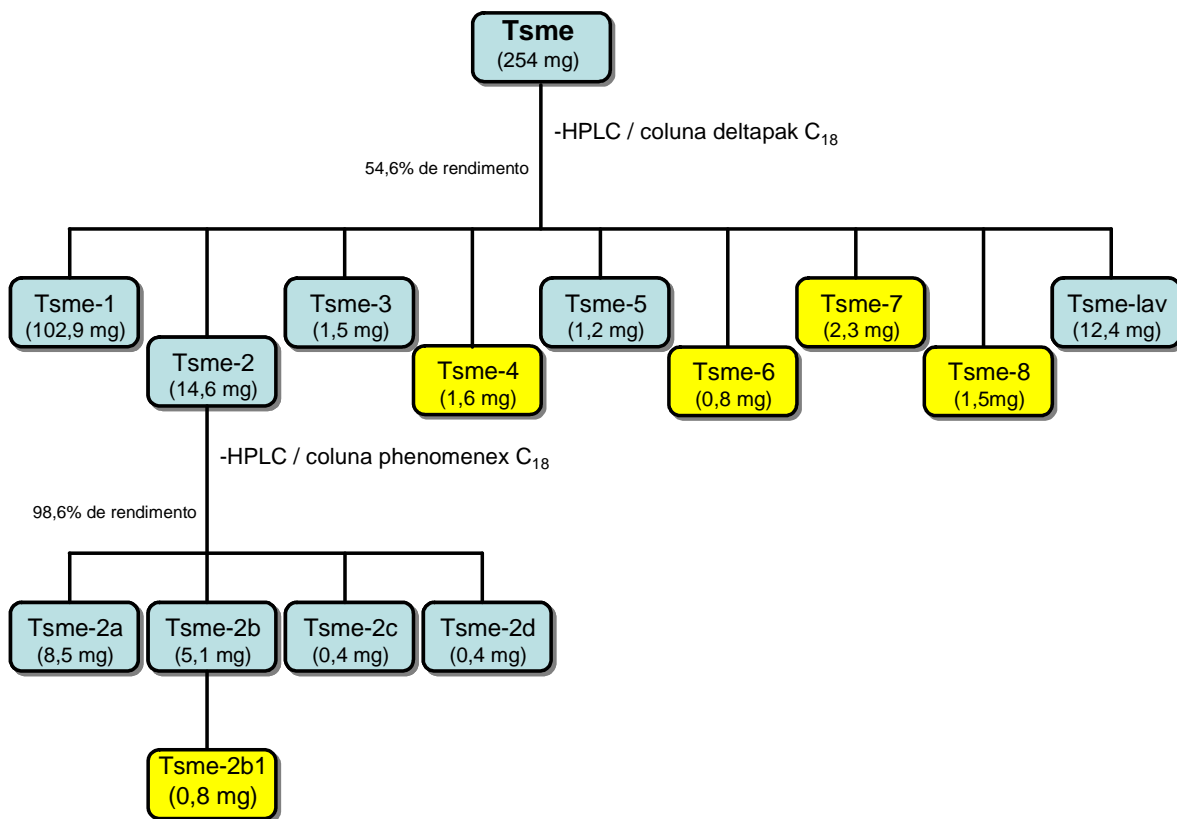 Tsme
(254 mg)
-HPLC / coluna deltapak C₁₈
54,6% de rendimento
Tsme-1
(102,9 mg)
Tsme-2
(14,6 mg)
Tsme-3
(1,5 mg)
Tsme-4
(1,6 mg)
Tsme-5
(1,2 mg)
Tsme-6
(0,8 mg)
Tsme-7
(2,3 mg)
Tsme-8
(1,5mg)
Tsme-lav
(12,4 mg)
-HPLC / coluna phenomenex C₁₈
98,6% de rendimento
Tsme-2a
(8,5 mg)
Tsme-2b
(5,1 mg)
Tsme-2c
(0,4 mg)
Tsme-2d
(0,4 mg)
Tsme-2b1
(0,8 mg)